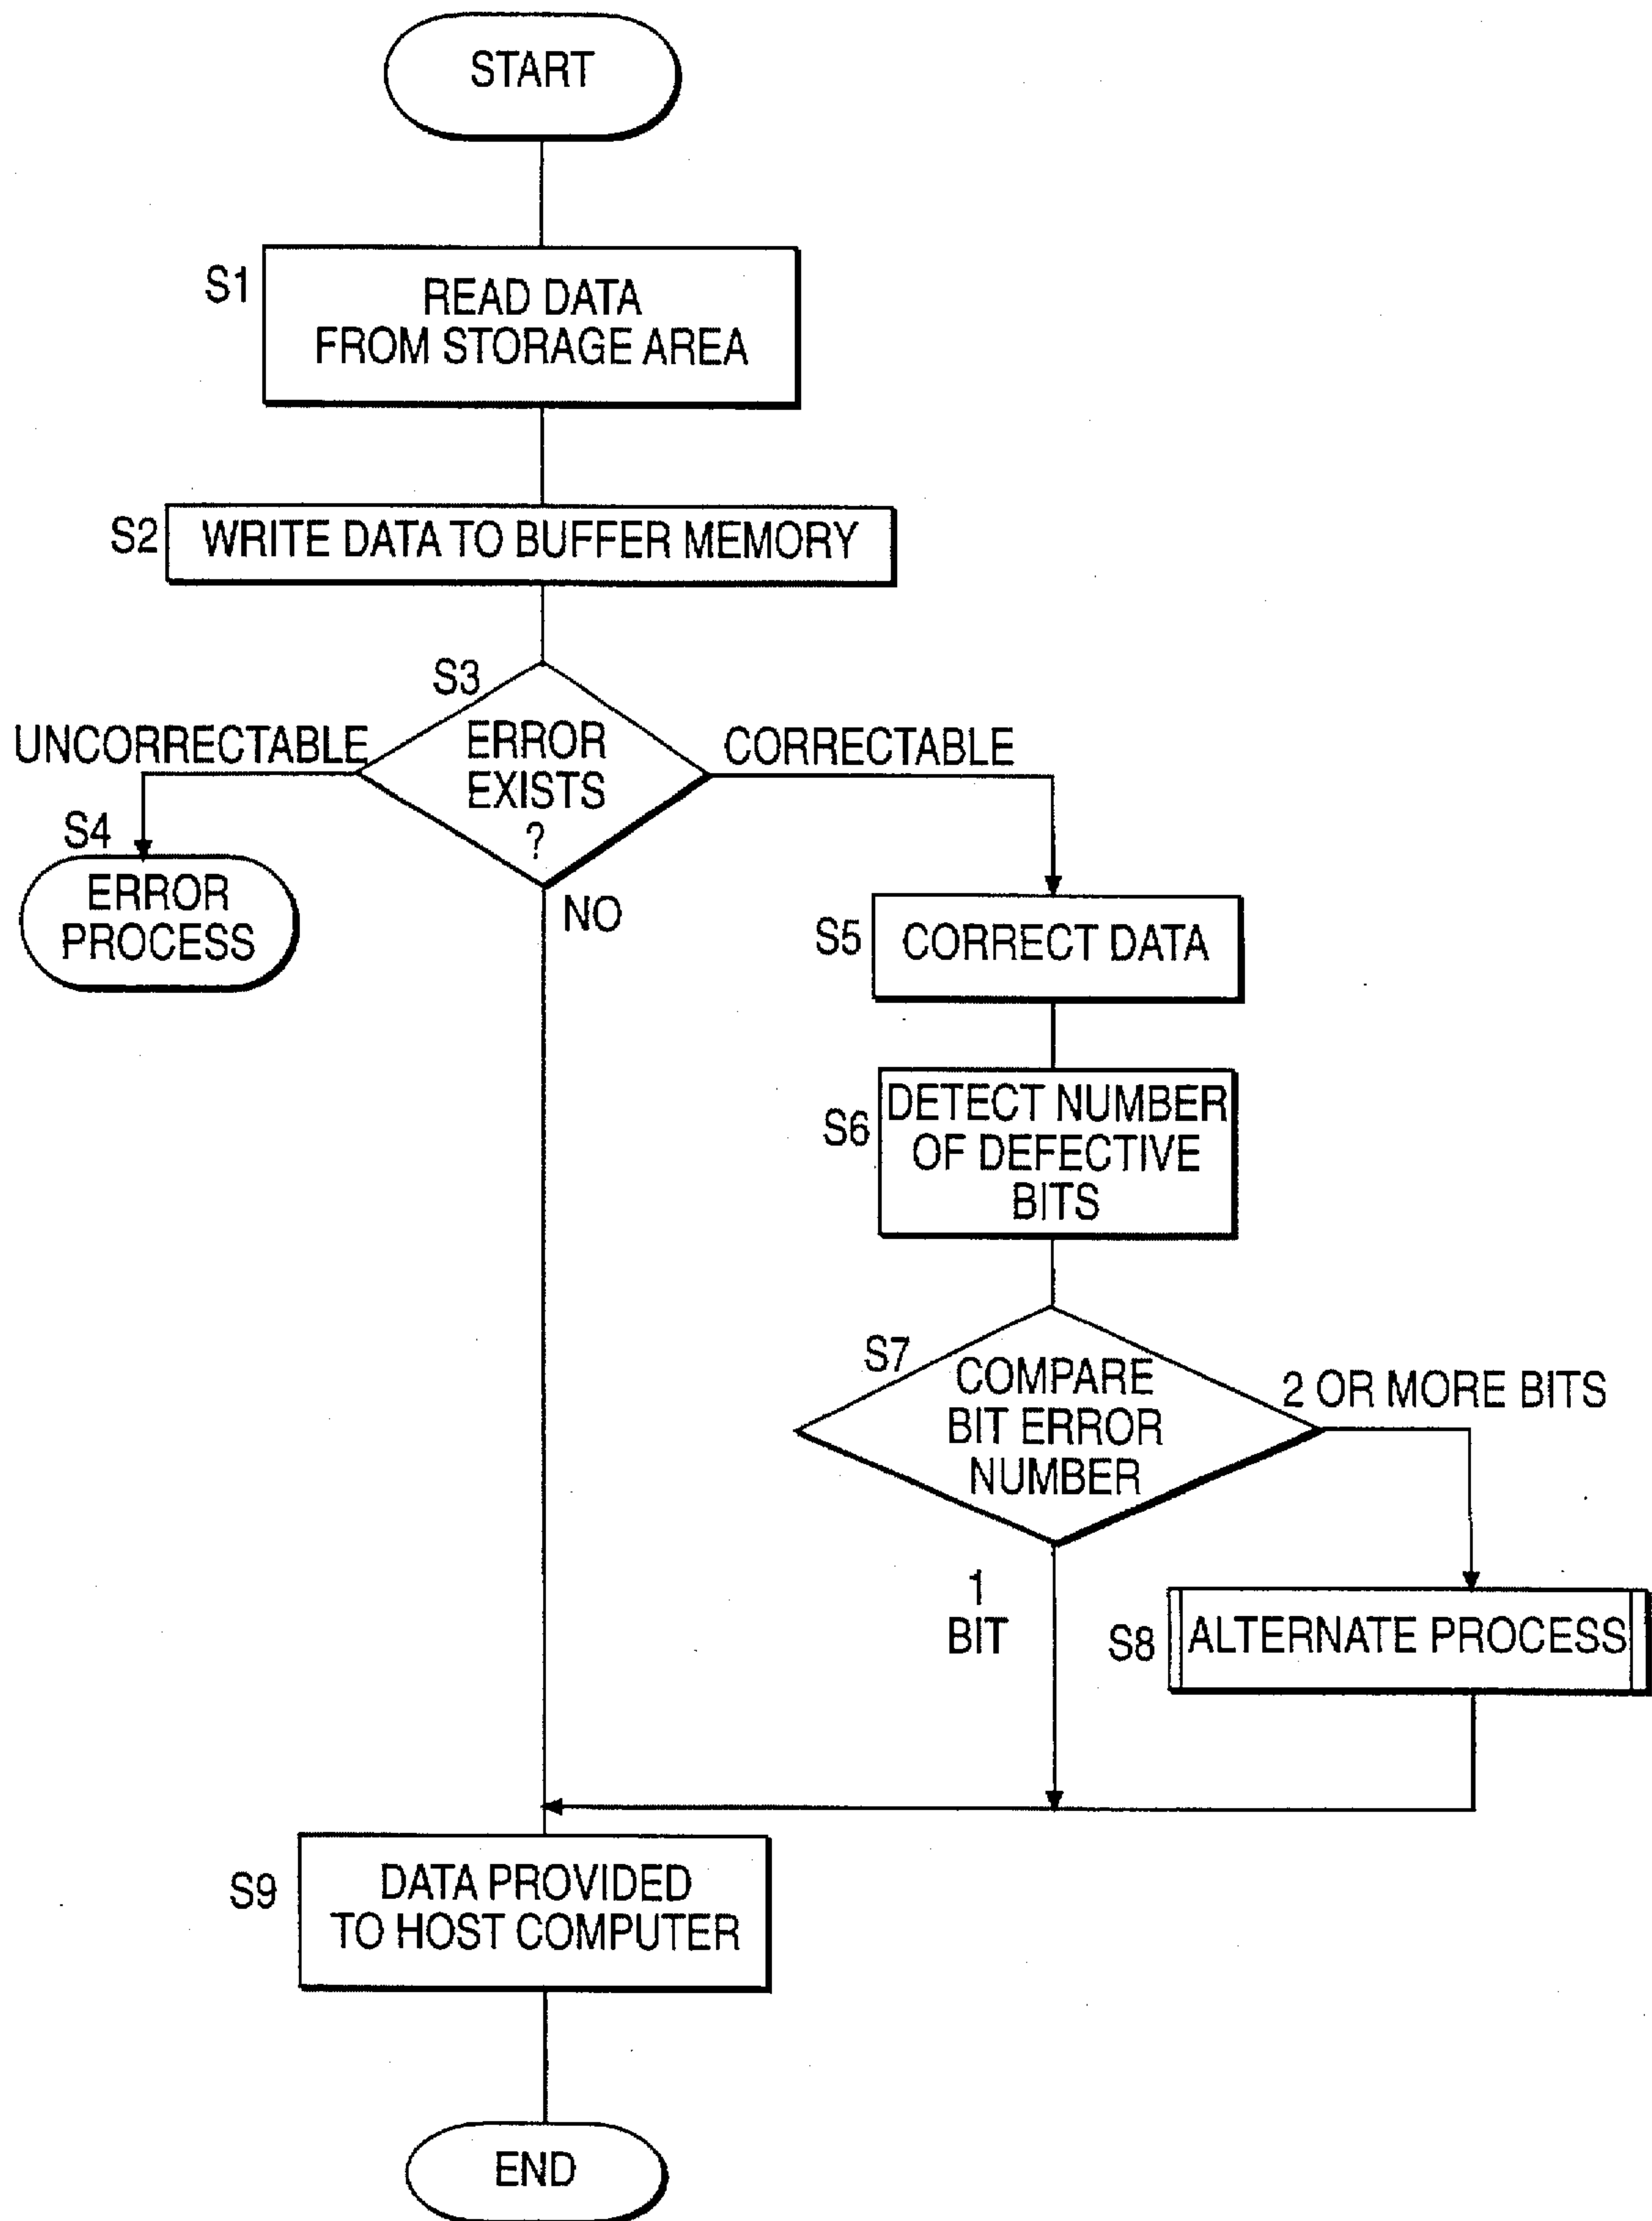 START
S1
READ DATA
FROM STORAGE AREA
S2
WRITE DATA TO BUFFER MEMORY
S3
ERROR
EXISTS
?
UNCORRECTABLE
CORRECTABLE
NO
S4
ERROR
PROCESS
S5
CORRECT DATA
S6
DETECT NUMBER
OF DEFECTIVE
BITS
S7
COMPARE
BIT ERROR
NUMBER
2 OR MORE BITS
1
BIT
S8
ALTERNATE PROCESS
S9
DATA PROVIDED
TO HOST COMPUTER
END